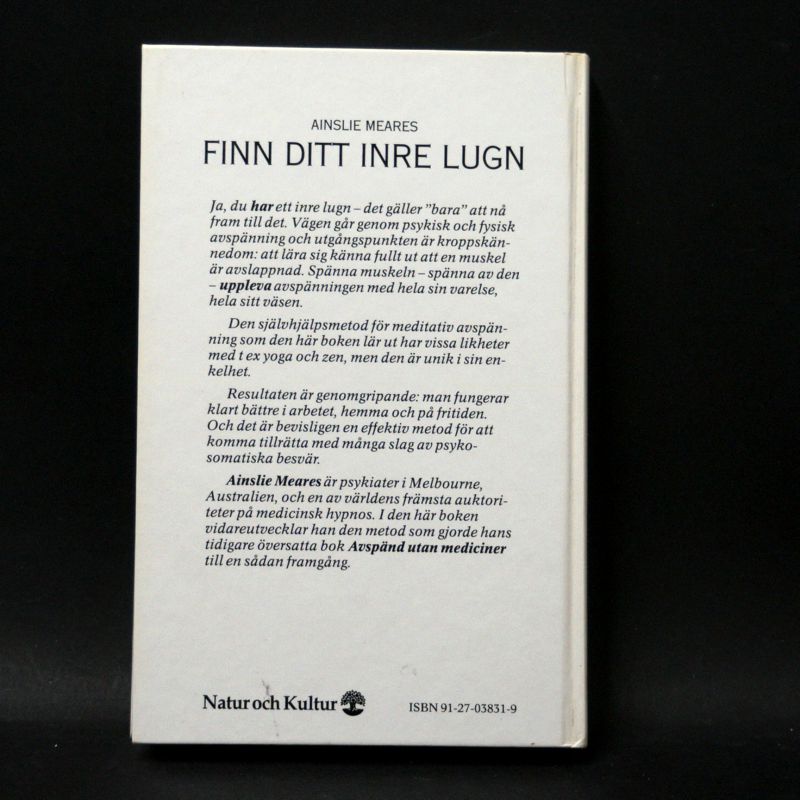 AINSLIE MEARES
FINN DITT INRE LUGN
Ja, du har ett inre lugn – det gäller "bara" att nå
fram till det. Vägen går genom psykisk och fysisk
avspänning och utgångspunkten är kroppskän-
nedom: att lära sig känna fullt ut att en muskel
är avslappnad. Spänna muskeln – spänna av den
– uppleva avspänningen med hela sin varelse,
hela sitt väsen.
Den självhjälpsmetod för meditativ avspän-
ning som den här boken lär ut har vissa likheter
med t ex yoga och zen, men den är unik i sin en-
kelhet.
Resultaten är genomgripande: man fungerar
klart bättre i arbetet, hemma och på fritiden.
Och det är bevisligen en effektiv metod för att
komma tillrätta med många slag av psyko-
somatiska besvär.
Ainslie Meares är psykiater i Melbourne,
Australien, och en av världens främsta auktori-
teter på medicinsk hypnos. I den här boken
vidareutvecklar han den metod som gjorde hans
tidigare översatta bok Avspänd utan mediciner
till en sådan framgång.
Natur och Kultur
ISBN 91-27-03831-9